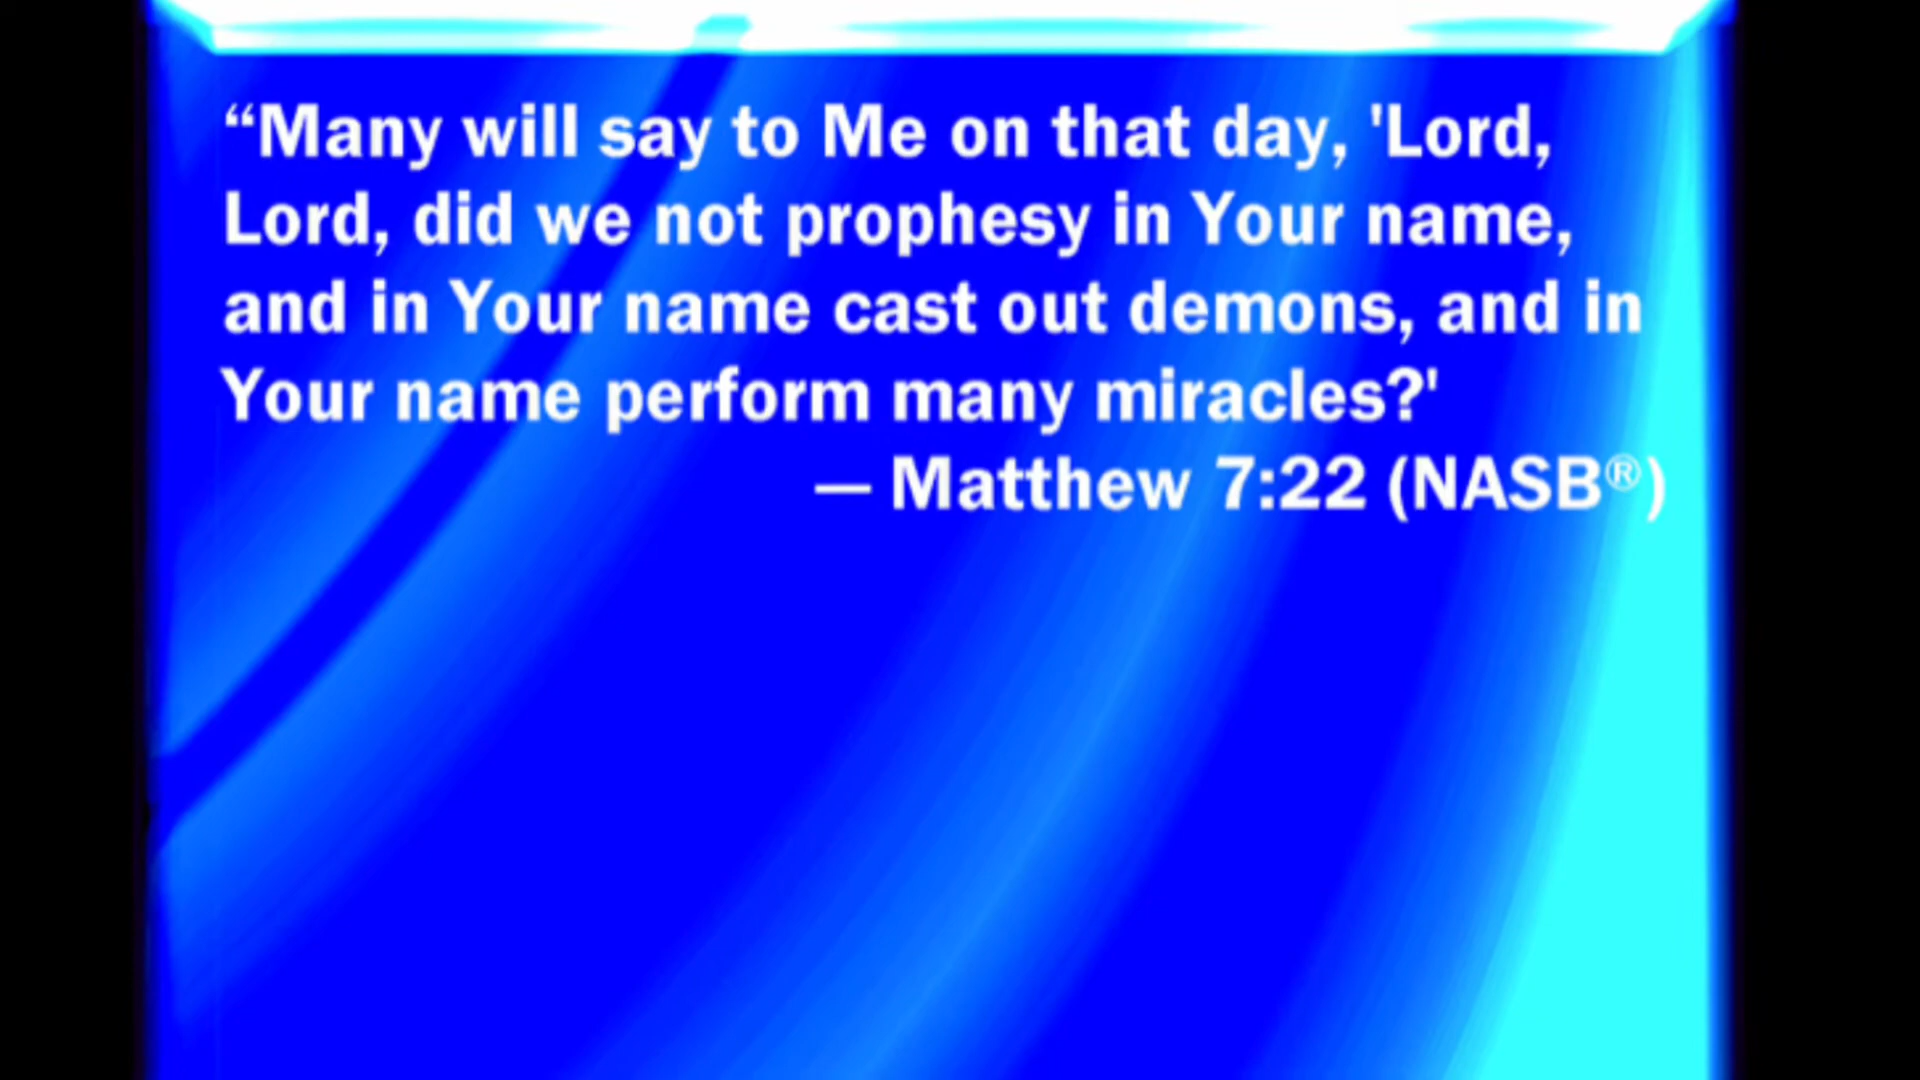 “Many will say to Me on that day, 'Lord,
Lord, did we not prophesy in Your name,
and in Your name cast out demons, and in
Your name perform many miracles?'
— Matthew 7:22 (NASB®)